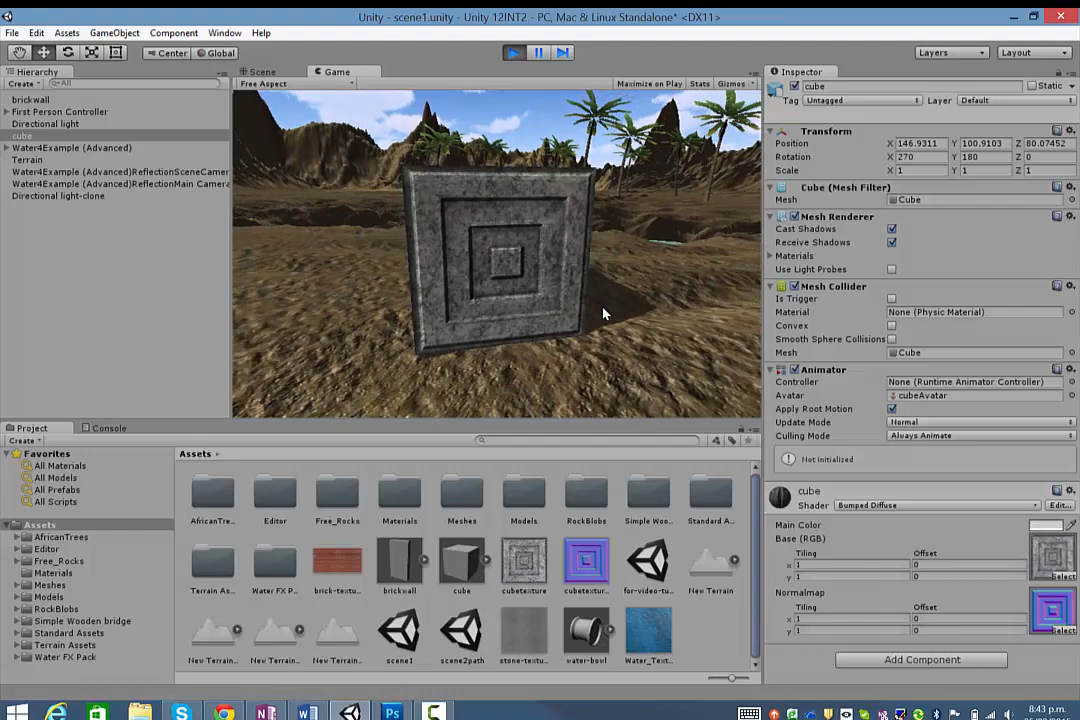 Unity - scene1.unity - Unity 12INT2 - PC, Mac & Linux Standalone* <DX11>
File Edit Assets GameObject Component Window Help
Center Global Layers Layout
Hierarchy Scene Game Inspector
Create All Free Aspect Maximize on Play Stats Gizmos cube Static
brickwall
First Person Controller
Directional light
cube
Water4Example (Advanced)
Terrain
Water4Example (Advanced)ReflectionSceneCamer
Water4Example (Advanced)ReflectionMain Camera
Directional light-clone
Tag Untagged Layer Default
Transform
Position X 146.9311 Y 100.9103 Z 80.07452
Rotation X 270 Y 180 Z 0
Scale X 1 Y 1 Z 1
Cube (Mesh Filter)
Mesh Cube
Mesh Renderer
Cast Shadows
Receive Shadows
Materials
Use Light Probes
Mesh Collider
Is Trigger
Material None (Physic Material)
Convex
Smooth Sphere Collisions
Mesh Cube
Animator
Controller None (Runtime Animator Controller)
Avatar cubeAvatar
Apply Root Motion
Update Mode Normal
Culling Mode Always Animate
Not Initialized
cube
Shader Bumped Diffuse Edit...
Main Color
Base (RGB)
Tiling Offset
x 1 0
y 1 0
Select
Normalmap
Tiling Offset
x 1 0
y 1 0
Select
Add Component
Project Console
Create
Favorites
All Materials
All Models
All Prefabs
All Scripts
Assets
AfricanTrees
Editor
Free_Rocks
Materials
Meshes
Models
RockBlobs
Simple Wooden bridge
Standard Assets
Terrain Assets
Water FX Pack
Assets
AfricanTre... Editor Free_Rocks Materials Meshes Models RockBlobs Simple Woo... Standard A...
Terrain As... Water FX P... brick-textu... brickwall cube cubetexture cubetextur... for-video-tu... New Terrain
New Terrain... New Terrain... New Terrain... scene1 scene2path stone-textu... water-bowl Water_Text...
8:43 p.m.